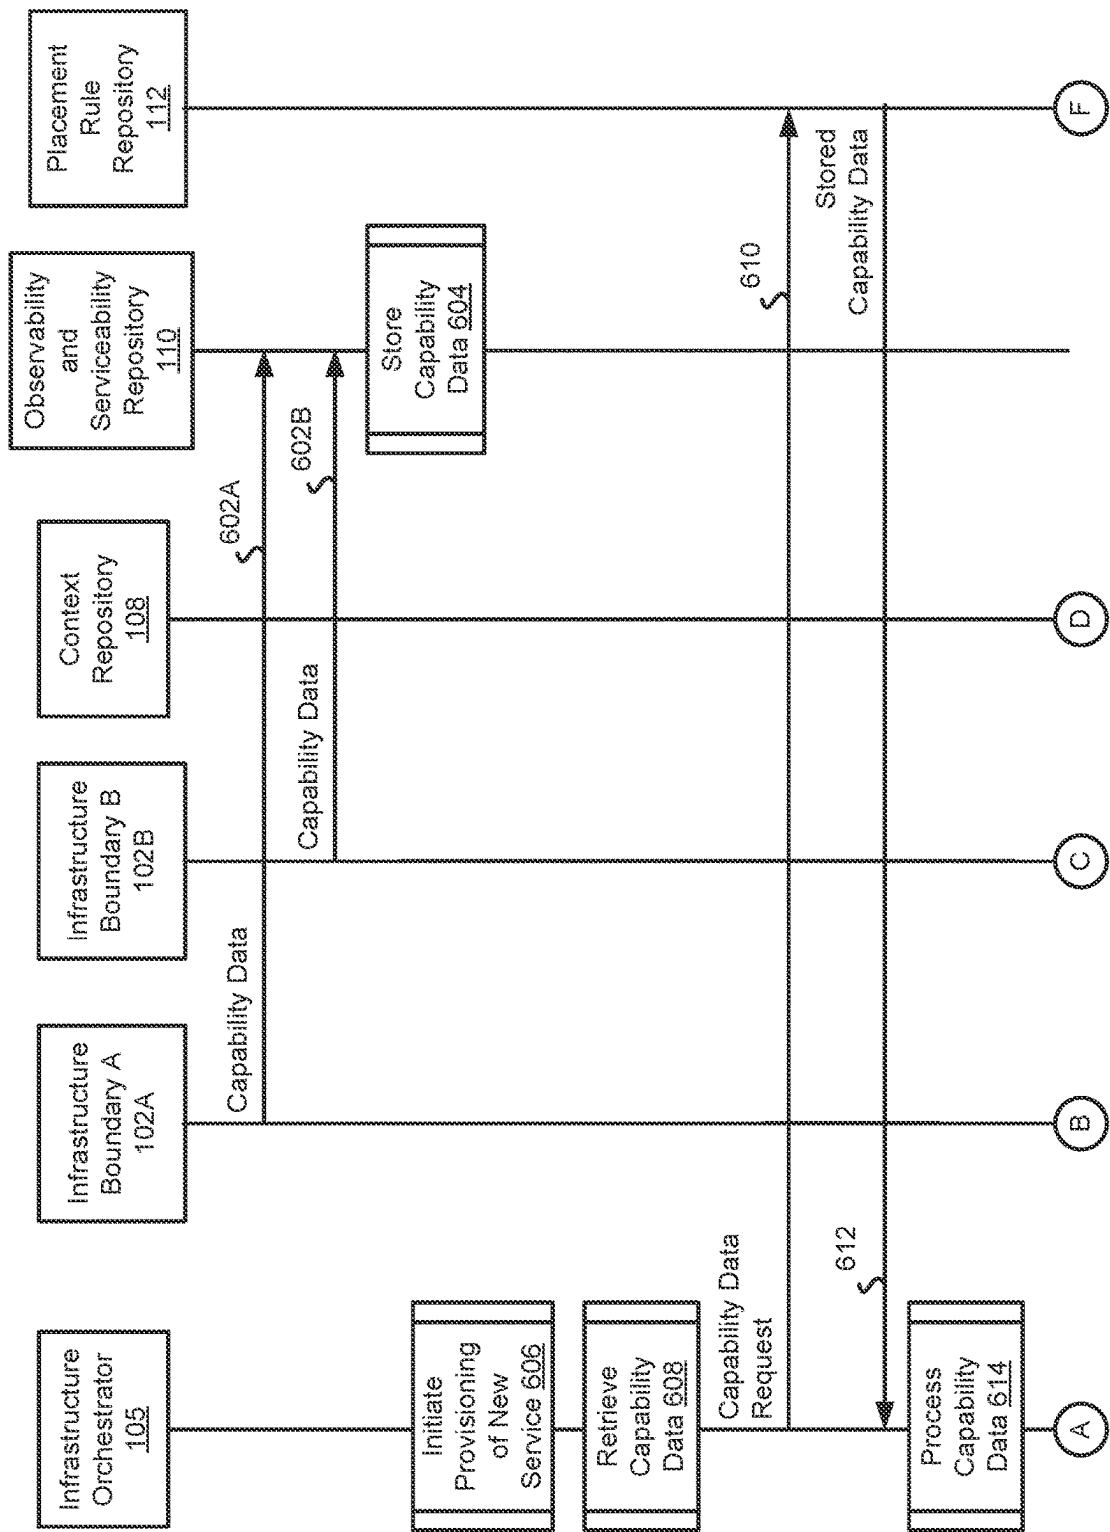 Infrastructure
Orchestrator
105
Infrastructure
Boundary A
102A
Infrastructure
Boundary B
102B
Context
Repository
108
Observability
and
Serviceability
Repository
110
Placement
Rule
Repository
112
Capability Data
602A
Capability Data
602B
Store
Capability
Data 604
Initiate
Provisioning
of New
Service 606
Retrieve
Capability
Data 608
Capability Data
Request
610
Stored
Capability Data
612
Process
Capability
Data 614
A
B
C
D
F